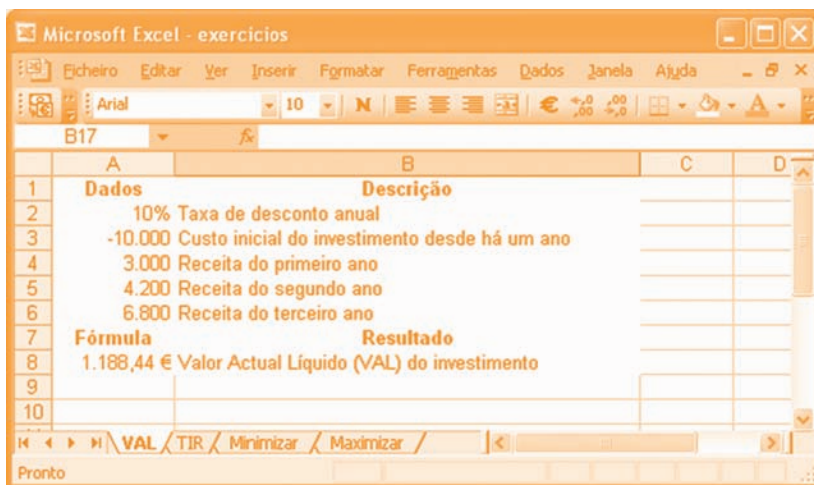 Microsoft Excel - exercícios
Ficheiro Editar Ver Inserir Formatar Ferramentas Dados Janela Ajuda
Arial 10 N € ,00 ,00 A
B17 fx
A B C D
1 Dados Descrição
2 10% Taxa de desconto anual
3 -10.000 Custo inicial do investimento desde há um ano
4 3.000 Receita do primeiro ano
5 4.200 Receita do segundo ano
6 6.800 Receita do terceiro ano
7 Fórmula Resultado
8 1.188,44 € Valor Actual Líquido (VAL) do investimento
9
10
VAL TIR Minimizar Maximizar
Pronto